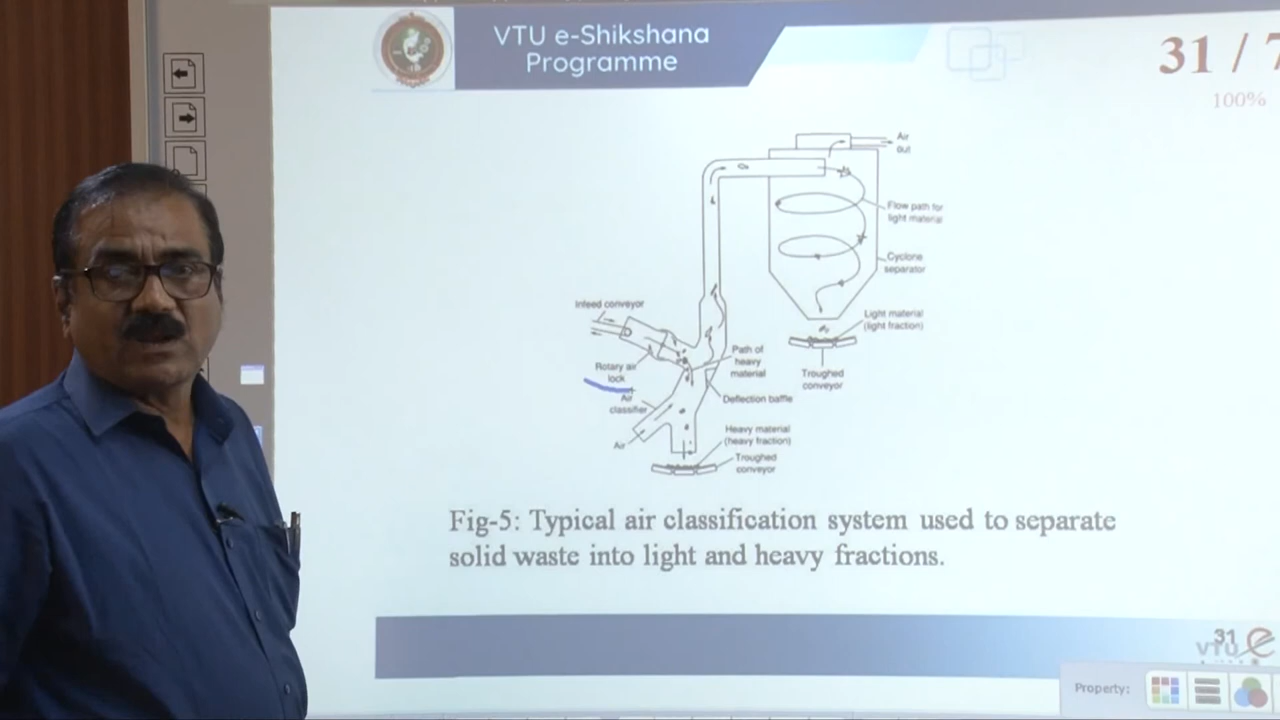 VTU e-Shikshana
Programme
31 / 7
100%
Air
out
Flow path for
light material
Cyclone
separator
Infeed conveyor
Light material
(light fraction)
Rotary air
lock
Path of
heavy
material
Troughed
conveyor
Air
classifier
Deflection baffle
Air
Heavy material
(heavy fraction)
Troughed
conveyor
Fig-5: Typical air classification system used to separate
solid waste into light and heavy fractions.
31
VTU e
Property: